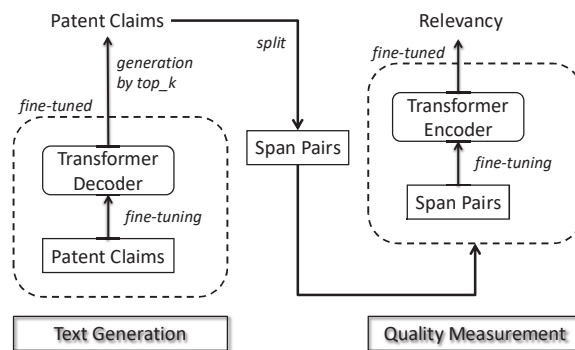 Patent Claims
generation
by top_k
fine-tuned
Transformer
Decoder
fine-tuning
Patent Claims
Text Generation
split
Span Pairs
Relevancy
fine-tuned
Transformer
Encoder
fine-tuning
Span Pairs
Quality Measurement